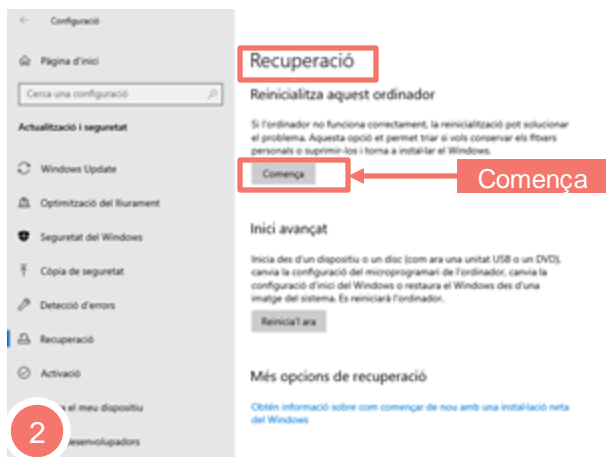 Configuració
Pàgina d'inici
Cerca una configuració
Actualització i seguretat
Windows Update
Optimització del lliurament
Seguretat del Windows
Còpia de seguretat
Detecció d'errors
Recuperació
Activació
el meu dispositiu
desenvolupadors
2
Recuperació
Reinicialitza aquest ordinador
Si l'ordinador no funciona correctament, la reinicialització pot solucionar
el problema. Aquesta opció et permet triar si vols conservar els fitxers
personals o suprimir-los i torna a instal·lar el Windows.
Comença
Comença
Inici avançat
Inicia des d'un dispositiu o un disc (com ara una unitat USB o un DVD),
canvia la configuració del microprogramari de l'ordinador, canvia la
configuració d'inici del Windows o restaura el Windows des d'una
imatge del sistema. Es reiniciarà l'ordinador.
Reinicia'l ara
Més opcions de recuperació
Obtén informació sobre com començar de nou amb una instal·lació neta
del Windows